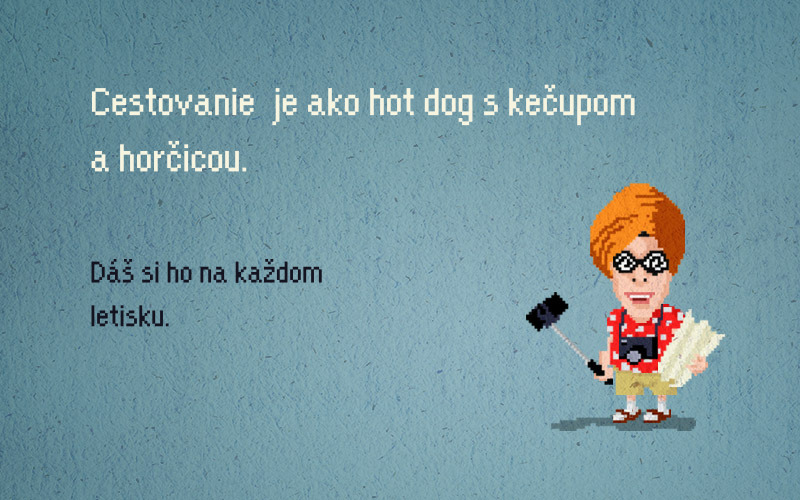 Cestovanie je ako hot dog s kečupom
a horčicou.
Dáš si ho na každom
letisku.